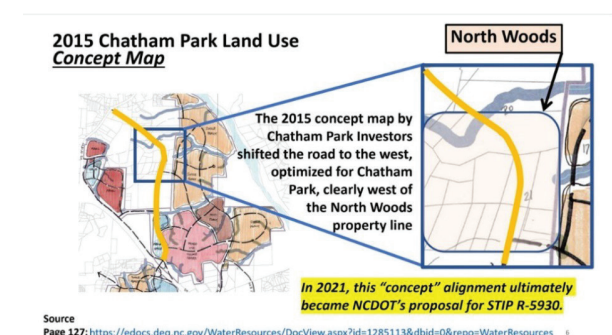 2015 Chatham Park Land Use
Concept Map
North Woods
The 2015 concept map by
Chatham Park Investors
shifted the road to the west,
optimized for Chatham
Park, clearly west of
the North Woods
property line
20
21
17
In 2021, this “concept” alignment ultimately
became NCDOT’s proposal for STIP R-5930.
Source
Page 127: https://edocs.deq.nc.gov/WaterResources/DocView.aspx?id=1285113&dbid=0&repo=WaterResources